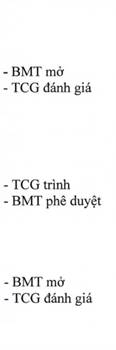 - BMT mở
- TCG đánh giá
- TCG trình
- BMT phê duyệt
- BMT mở
- TCG đánh giá